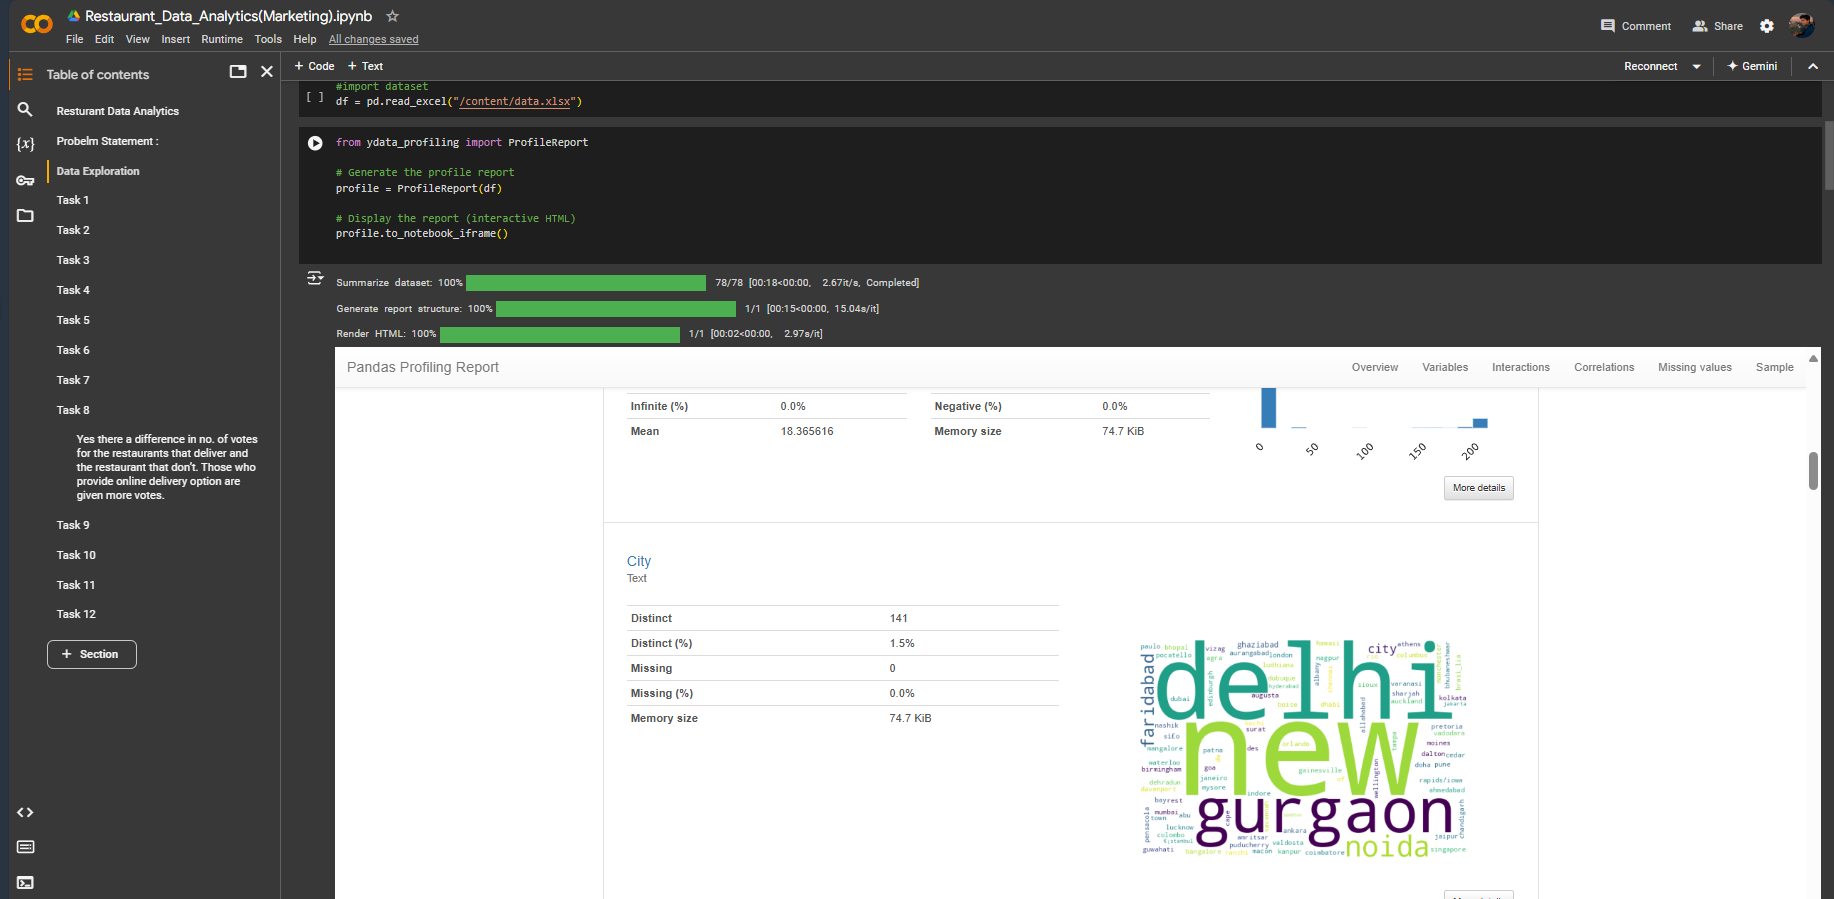 Restaurant_Data_Analytics(Marketing).ipynb
File Edit View Insert Runtime Tools Help All changes saved
Comment Share
Table of contents
+ Code + Text
Reconnect Gemini
Resturant Data Analytics
Probelm Statement :
Data Exploration
Task 1
Task 2
Task 3
Task 4
Task 5
Task 6
Task 7
Task 8
Yes there a difference in no. of votes
for the restaurants that deliver and
the restaurant that don't. Those who
provide online delivery option are
given more votes.
Task 9
Task 10
Task 11
Task 12
+ Section
[ ]
#import dataset
df = pd.read_excel("/content/data.xlsx")
from ydata_profiling import ProfileReport
# Generate the profile report
profile = ProfileReport(df)
# Display the report (interactive HTML)
profile.to_notebook_iframe()
Summarize dataset: 100% 78/78 [00:18<00:00, 2.67it/s, Completed]
Generate report structure: 100% 1/1 [00:15<00:00, 15.04s/it]
Render HTML: 100% 1/1 [00:02<00:00, 2.97s/it]
Pandas Profiling Report
Overview Variables Interactions Correlations Missing values Sample
Infinite (%) 0.0% Negative (%) 0.0%
Mean 18.365616 Memory size 74.7 KiB
0 50 100 150 200
More details
City
Text
Distinct 141
Distinct (%) 1.5%
Missing 0
Missing (%) 0.0%
Memory size 74.7 KiB
paulo bhopal vizag ghaziabad city athens
pocatello agra aurangabad london nagpur columbus
faridabad
delhi
ludhiana
dubuque
hyderabad
augusta
boise dhabi
albany
sioux varanasi
sharjah
auckland
kolkata
jakarta
bhubaneshwar
dubai
edinburgh
allahabad
nashik surat pretoria
vadodara
new
mangalore patna des orlando moines
dalton cedar
waterloo
birmingham goa gainesville doha pune
dehradun janeiro wellington rapids/iowa
davenport mysore indore ahmedabad
beyrest
gurgaon
mumbai abu
town
pensacola
cape
chandigarh
lucknow
colombo ankara jaipur
amritsar
puducherry valdosta
noida
guwahati bangalore ranchi macon kanpur coimbatore singapore